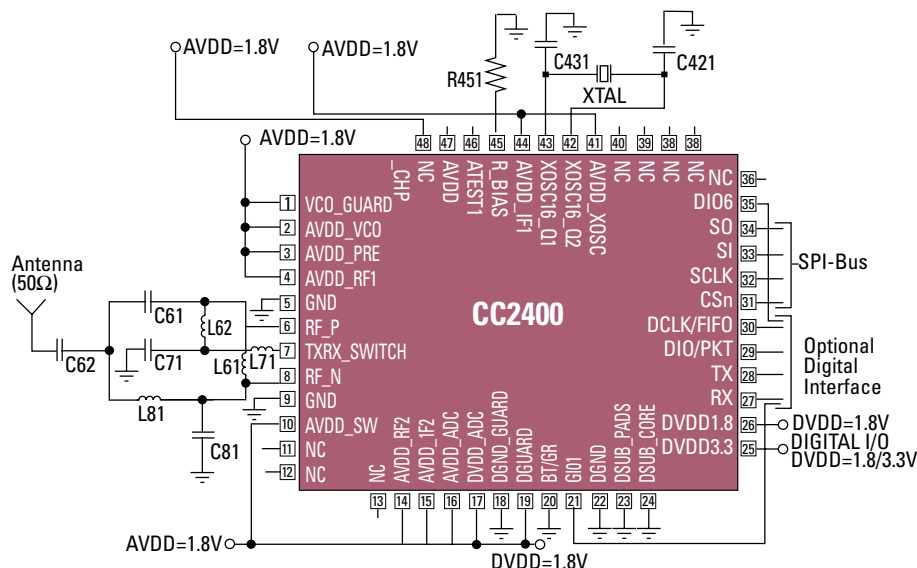 AVDD=1.8V
AVDD=1.8V
R451
C431
C421
XTAL
AVDD=1.8V
48
47
46
45
44
43
42
41
40
39
38
38
_CHP
NC
AVDD
ATEST1
R_BIAS
AVDD_IF1
XOSC16_Q1
XOSC16_Q2
AVDD_XOSC
NC
NC
NC
NC
1
VCO_GUARD
2
AVDD_VCO
3
AVDD_PRE
4
AVDD_RF1
5
GND
6
RF_P
7
TXRX_SWITCH
8
RF_N
9
GND
10
AVDD_SW
11
NC
12
NC
CC2400
NC
36
DIO6
35
SO
34
SI
33
SCLK
32
CSn
31
DCLK/FIFO
30
DIO/PKT
29
TX
28
RX
27
DVDD1.8
26
DVDD3.3
25
SPI-Bus
Optional
Digital
Interface
DVDD=1.8V
DIGITAL I/O
DVDD=1.8/3.3V
Antenna
(50Ω)
C62
C61
L62
C71
L61
L71
L81
C81
NC
AVDD_RF2
AVDD_1F2
AVDD_ADC
DVDD_ADC
DGND_GUARD
DGUARD
BT/GR
GI01
DGND
DSUB_PADS
DSUB_CORE
13
14
15
16
17
18
19
20
21
22
23
24
AVDD=1.8V
DVDD=1.8V